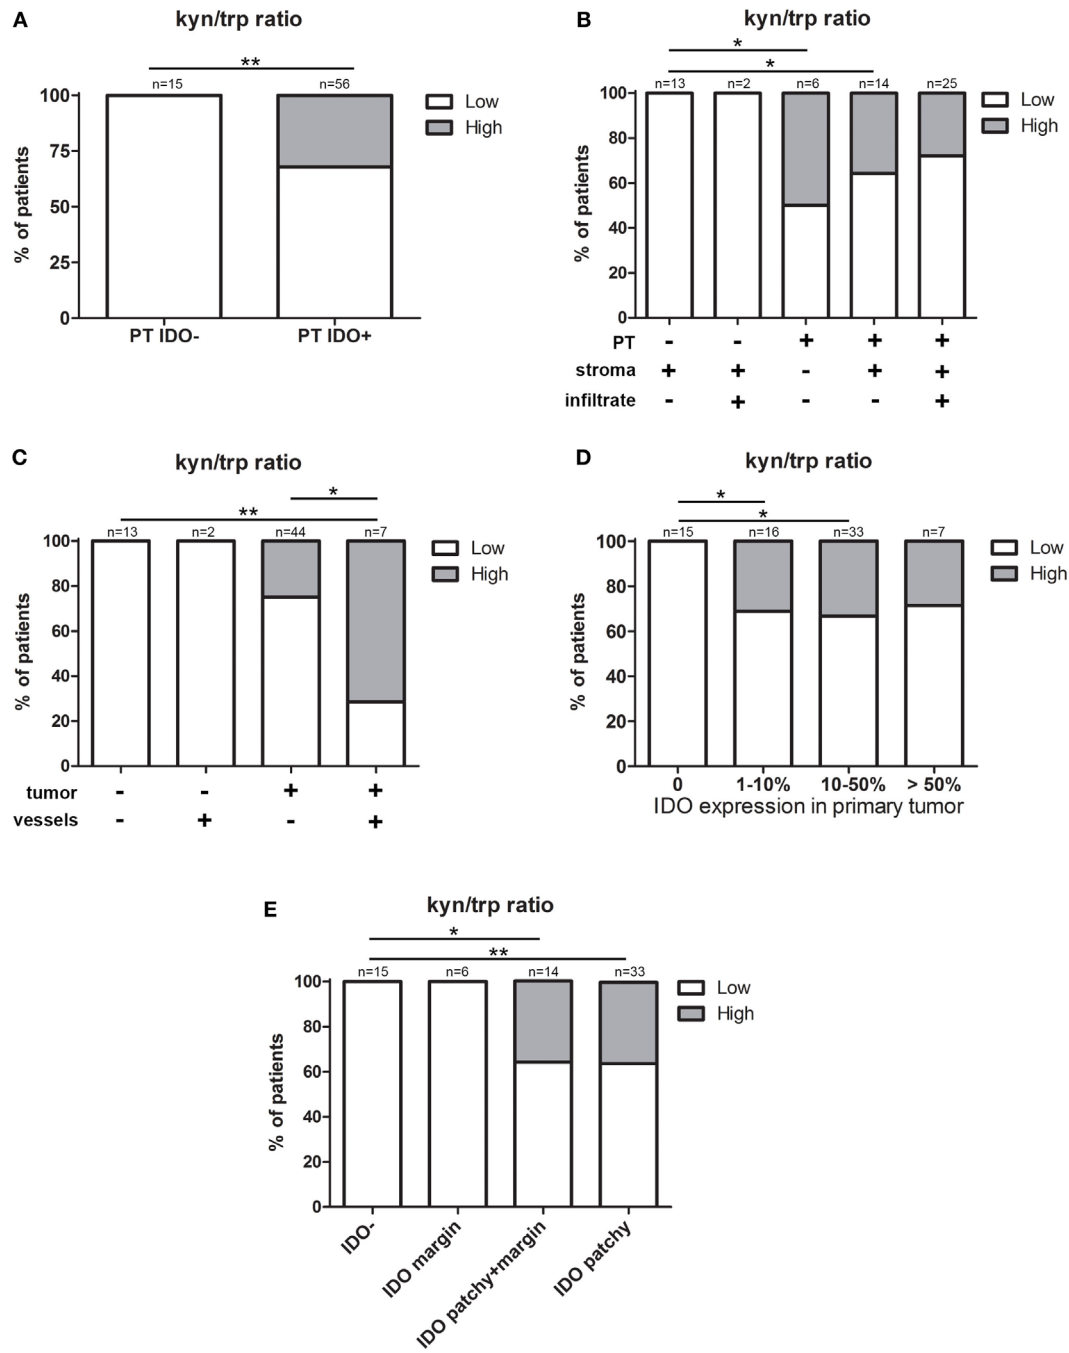 A
kyn/trp ratio
**
n=15 n=56
% of patients
100
75
50
25
0
PT IDO- PT IDO+
Low
High
B
kyn/trp ratio
*
*
n=13 n=2 n=6 n=14 n=25
% of patients
100
80
60
40
20
0
PT - - + + +
stroma + + - + +
infiltrate - + - - +
Low
High
C
kyn/trp ratio
*
**
n=13 n=2 n=44 n=7
% of patients
100
80
60
40
20
0
tumor - - + +
vessels - + - +
Low
High
D
kyn/trp ratio
*
*
n=15 n=16 n=33 n=7
% of patients
100
80
60
40
20
0
0 1-10% 10-50% > 50%
IDO expression in primary tumor
Low
High
E
kyn/trp ratio
*
**
n=15 n=6 n=14 n=33
% of patients
100
80
60
40
20
0
IDO-
IDO margin
IDO patchy+margin
IDO patchy
Low
High